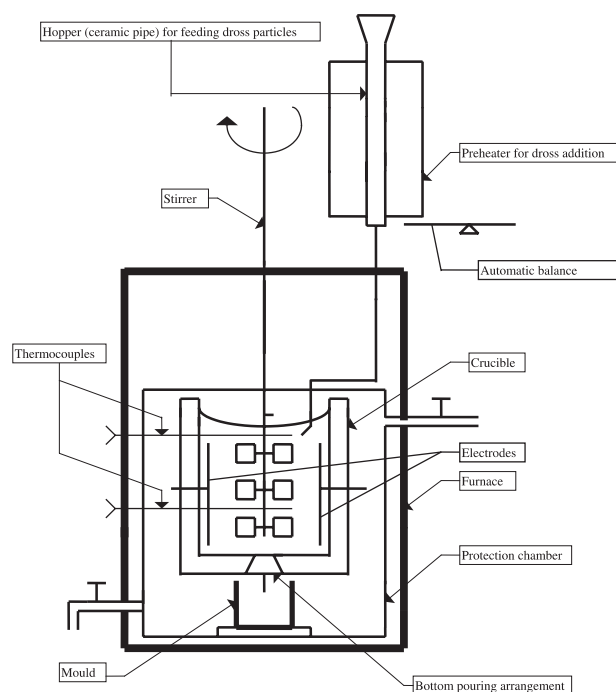 Hopper (ceramic pipe) for feeding dross particles
Preheater for dross addition
Stirrer
Automatic balance
Thermocouples
Crucible
Electrodes
Furnace
Protection chamber
Mould
Bottom pouring arrangement